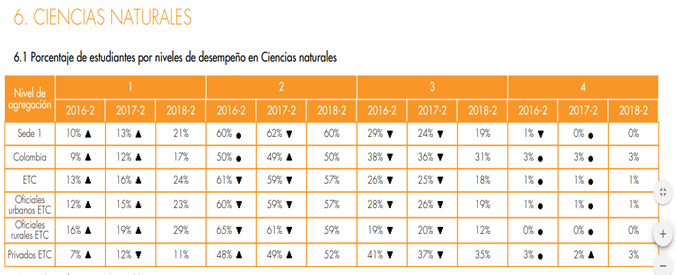 6. CIENCIAS NATURALES
6.1 Porcentaje de estudiantes por niveles de desempeño en Ciencias naturales
Nivel de agregación 1 2 3 4
2016-2 2017-2 2018-2 2016-2 2017-2 2018-2 2016-2 2017-2 2018-2 2016-2 2017-2 2018-2
Sede 1 10% ▲ 13% ▲ 21% 60% ● 62% ▼ 60% 29% ▼ 24% ▼ 19% 1% ▼ 0% ● 0%
Colombia 9% ▲ 12% ▲ 17% 50% ● 49% ▲ 50% 38% ▼ 36% ▼ 31% 3% ● 3% ● 3%
ETC 13% ▲ 16% ▲ 24% 61% ▼ 59% ▼ 57% 26% ▼ 25% ▼ 18% 1% ● 1% ● 1%
Oficiales urbanos ETC 12% ▲ 15% ▲ 23% 60% ▼ 59% ▼ 57% 28% ▼ 26% ▼ 19% 1% ● 1% ● 1%
Oficiales rurales ETC 16% ▲ 19% ▲ 29% 65% ▼ 61% ▼ 59% 19% ▼ 20% ▼ 12% 0% ● 0% ● 0%
Privados ETC 7% ▲ 12% ▼ 11% 48% ▲ 49% ▲ 52% 41% ▼ 37% ▼ 35% 3% ● 2% ▲ 3%